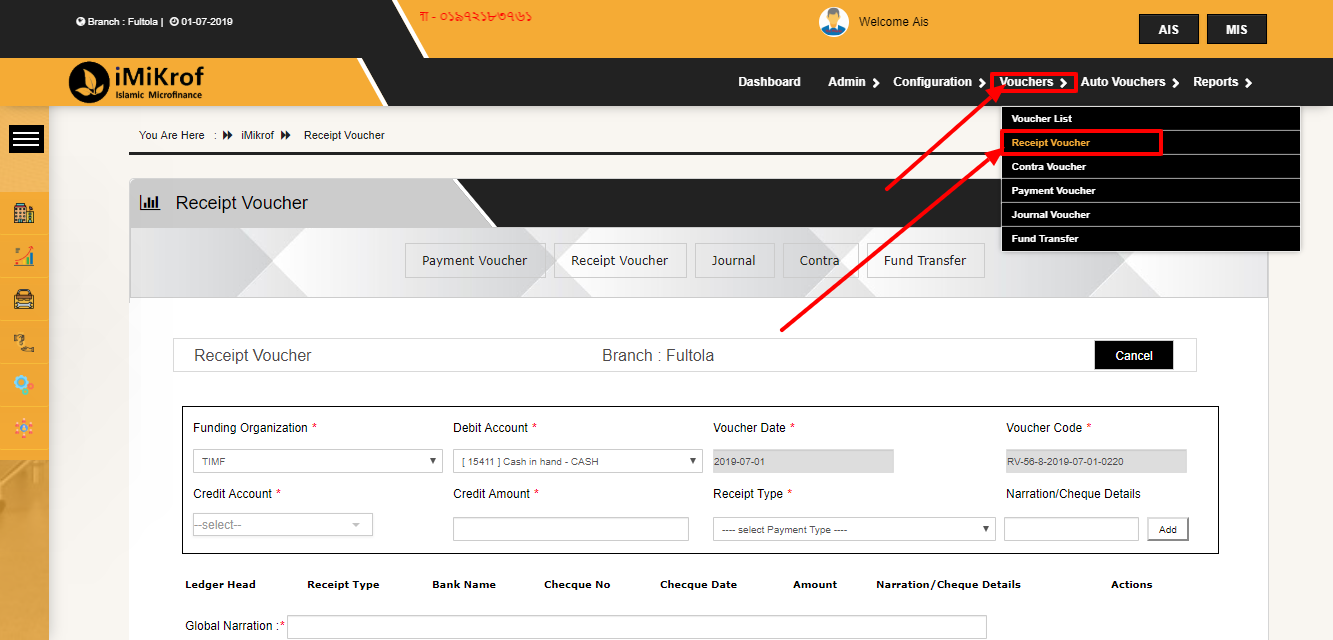 Branch : Fultola | 01-07-2019
ণা - ০১৯৭২১৮৩৭৬১
Welcome Ais
AIS
MIS
iMiKrof
Islamic Microfinance
Dashboard Admin Configuration Vouchers Auto Vouchers Reports
Voucher List
Receipt Voucher
Contra Voucher
Payment Voucher
Journal Voucher
Fund Transfer
You Are Here : iMikrof Receipt Voucher
Receipt Voucher
Payment Voucher Receipt Voucher Journal Contra Fund Transfer
Receipt Voucher Branch : Fultola Cancel
Funding Organization * Debit Account * Voucher Date * Voucher Code *
TIMF [ 15411 ] Cash in hand - CASH 2019-07-01 RV-56-8-2019-07-01-0220
Credit Account * Credit Amount * Receipt Type * Narration/Cheque Details
--select-- ---- select Payment Type ---- Add
Ledger Head Receipt Type Bank Name Checque No Checque Date Amount Narration/Cheque Details Actions
Global Narration :*